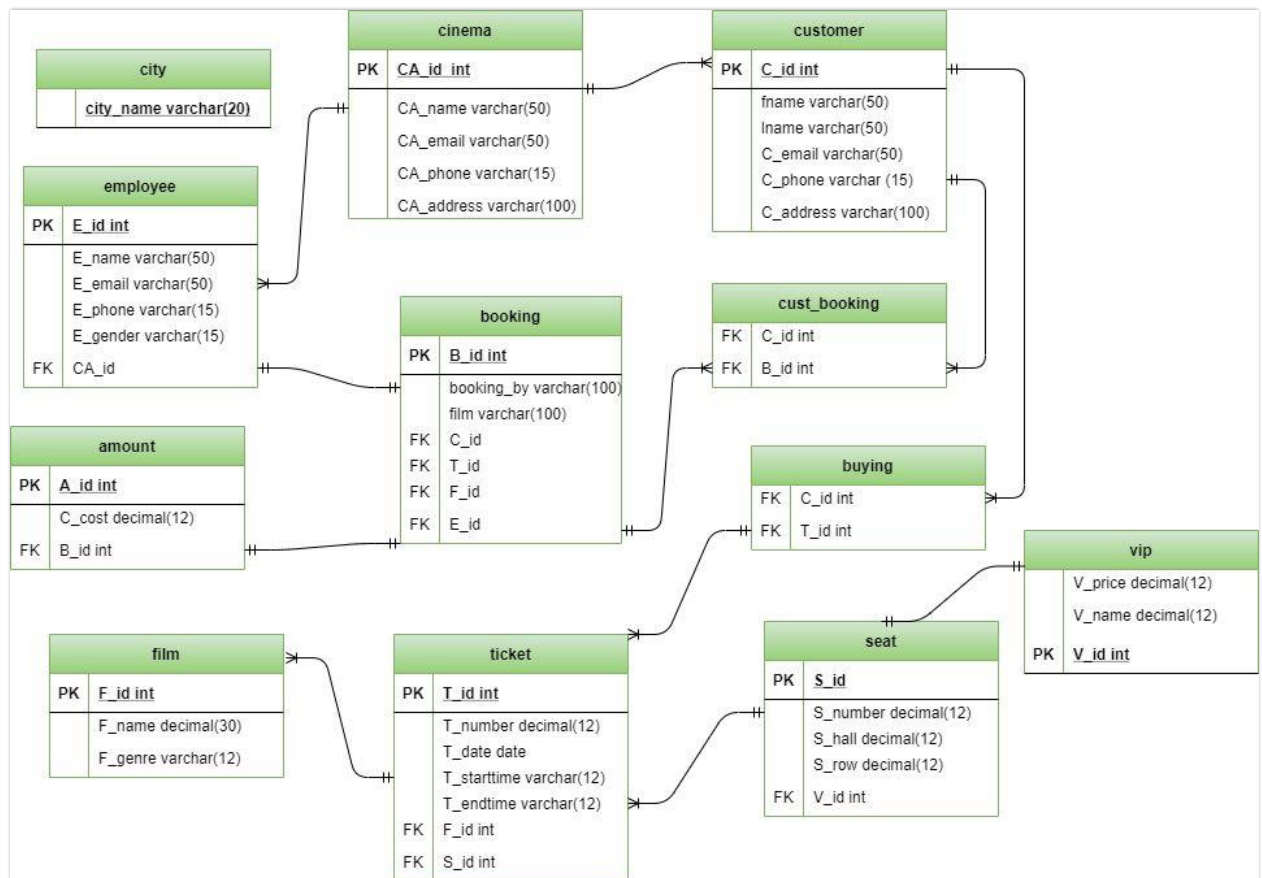 city
city_name varchar(20)
cinema
PK CA_id int
CA_name varchar(50)
CA_email varchar(50)
CA_phone varchar(15)
CA_address varchar(100)
customer
PK C_id int
fname varchar(50)
lname varchar(50)
C_email varchar(50)
C_phone varchar (15)
C_address varchar(100)
employee
PK E_id int
E_name varchar(50)
E_email varchar(50)
E_phone varchar(15)
E_gender varchar(15)
FK CA_id
booking
PK B_id int
booking_by varchar(100)
film varchar(100)
FK C_id
FK T_id
FK F_id
FK E_id
cust_booking
FK C_id int
FK B_id int
amount
PK A_id int
C_cost decimal(12)
FK B_id int
buying
FK C_id int
FK T_id int
vip
V_price decimal(12)
V_name decimal(12)
PK V_id int
film
PK F_id int
F_name decimal(30)
F_genre varchar(12)
ticket
PK T_id int
T_number decimal(12)
T_date date
T_starttime varchar(12)
T_endtime varchar(12)
FK F_id int
FK S_id int
seat
PK S_id
S_number decimal(12)
S_hall decimal(12)
S_row decimal(12)
FK V_id int